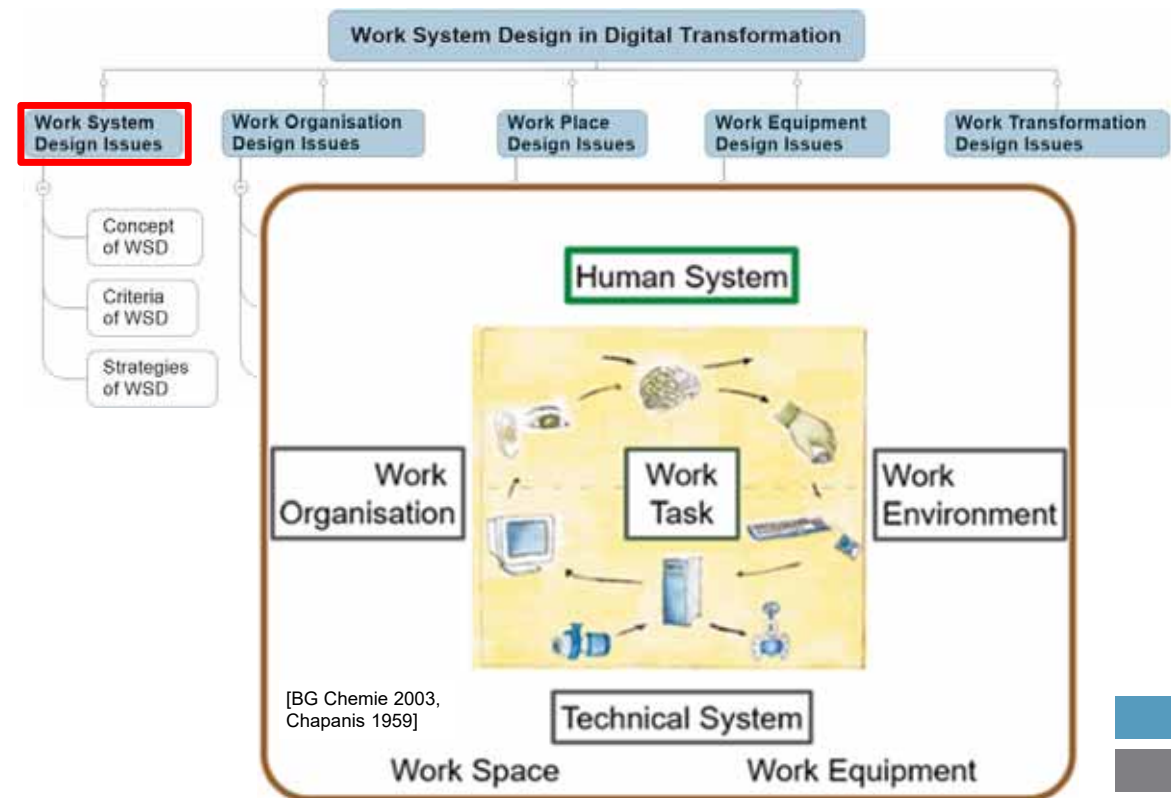 Work System Design in Digital Transformation
Work System
Design Issues
Work Organisation
Design Issues
Work Place
Design Issues
Work Equipment
Design Issues
Work Transformation
Design Issues
Concept
of WSD
Criteria
of WSD
Strategies
of WSD
Human System
Work
Organisation
Work
Task
Work
Environment
[BG Chemie 2003,
Chapanis 1959]
Technical System
Work Space
Work Equipment